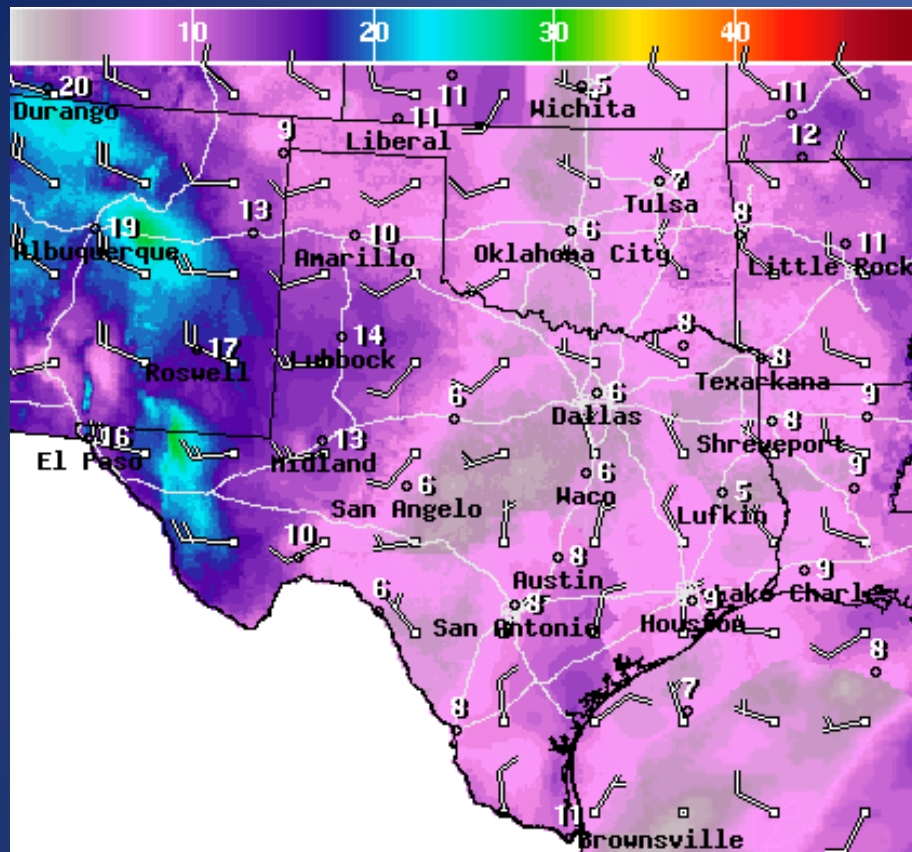 10 20 30 40
20 11 5 11
Durango Wichita
11 12
9 Liberal
7
Tulsa
19 13 10 6 8 11
Albuquerque Amarillo Oklahoma City Little Rock
17 14 8
Roswell Lubbock 8
Texarkana
6 6 9
Dallas
16 13 8
El Paso Midland Shreveport
6 6 5 9
San Angelo Waco Lufkin
10 8 9
Austin
6 8 9 Lake Charles
San Antonio Houston
8
8 7
11
Brownsville